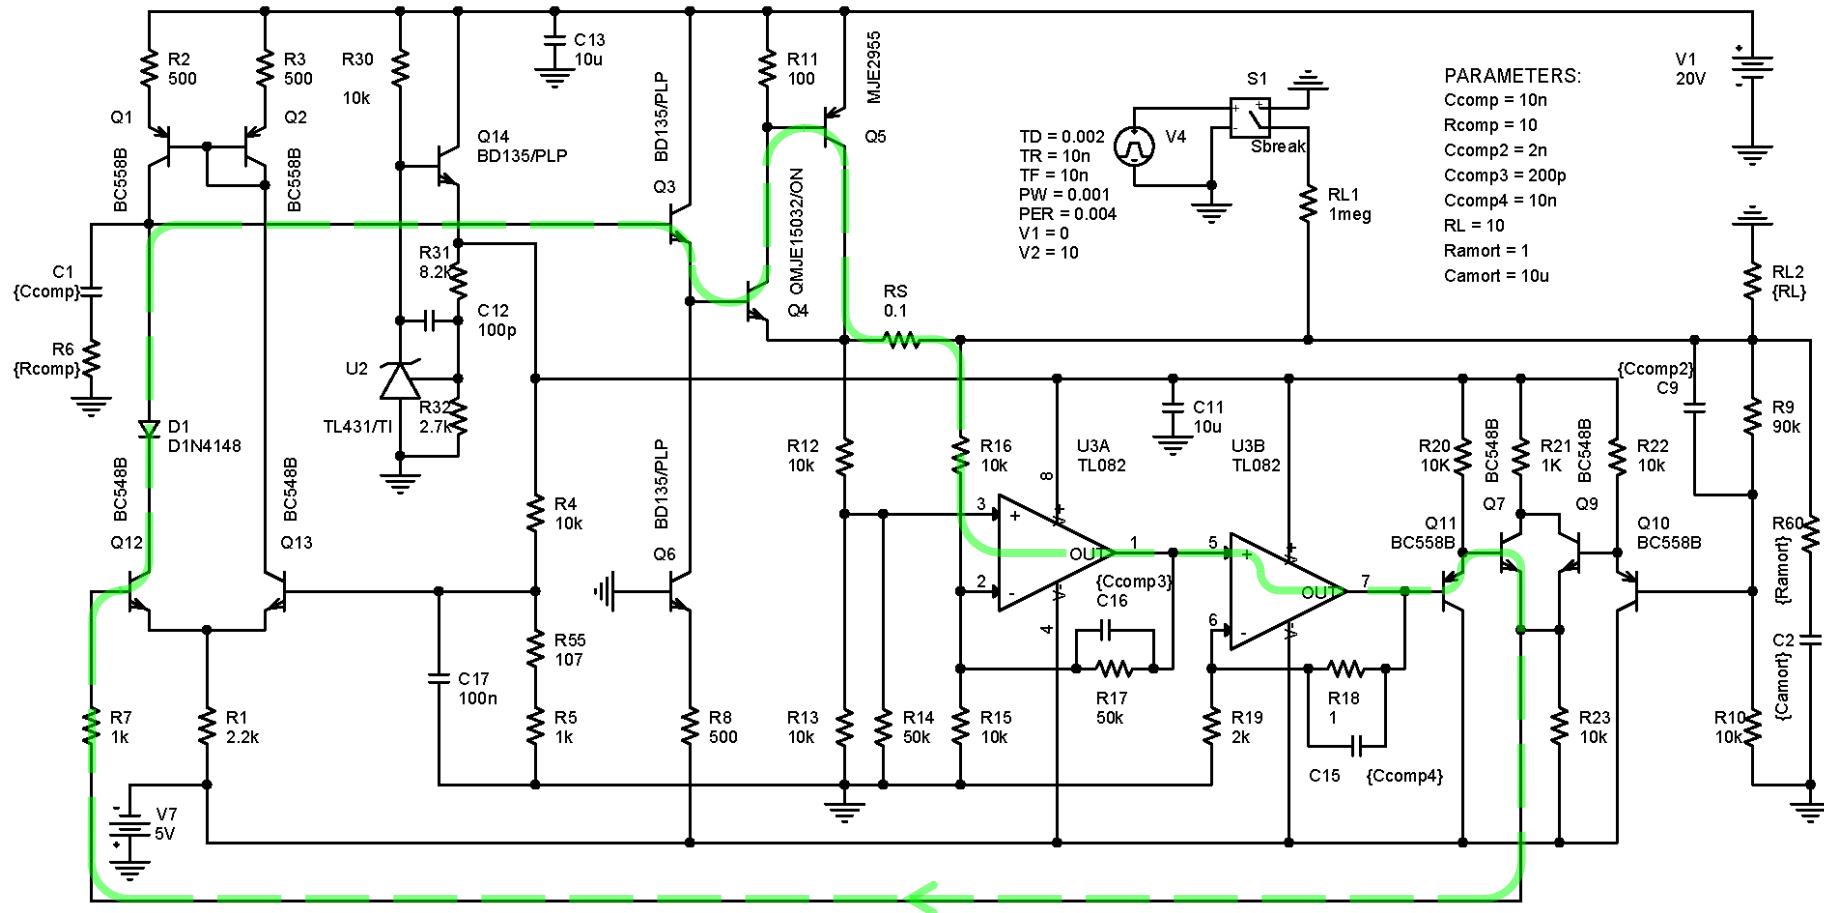 R2
500
R3
500
R30
10k
C13
10u
R11
100
MJE2955
V1
20V
Q1
Q2
BC558B
BC558B
Q14
BD135/PLP
BD135/PLP
Q3
Q5
S1
Sbreak
V4
TD = 0.002
TR = 10n
TF = 10n
PW = 0.001
PER = 0.004
V1 = 0
V2 = 10
RL1
1meg
PARAMETERS:
Ccomp = 10n
Rcomp = 10
Ccomp2 = 2n
Ccomp3 = 200p
Ccomp4 = 10n
RL = 10
Ramort = 1
Camort = 10u
RL2
{RL}
C1
{Ccomp}
R6
{Rcomp}
R31
8.2k
C12
100p
U2
TL431/TI
R32
2.7k
QMJE15032/ON
Q4
RS
0.1
D1
D1N4148
BC548B
Q12
BC548B
Q13
R4
10k
BD135/PLP
Q6
R12
10k
R16
10k
U3A
TL082
C11
10u
U3B
TL082
{Ccomp2}
C9
R9
90k
R20
10K
BC548B
R21
1K
BC548B
R22
10k
Q11
BC558B
Q7
Q9
Q10
BC558B
R60
{Ramort}
C2
{Camort}
8
3
+
V+
OUT
1
2
-
V-
4
5
+
V+
OUT
7
6
-
V-
{Ccomp3}
C16
R17
50k
R18
1
C15
{Ccomp4}
R7
1k
R1
2.2k
C17
100n
R55
107
R5
1k
R8
500
R13
10k
R14
50k
R15
10k
R19
2k
R23
10k
R10
10k
V7
5V